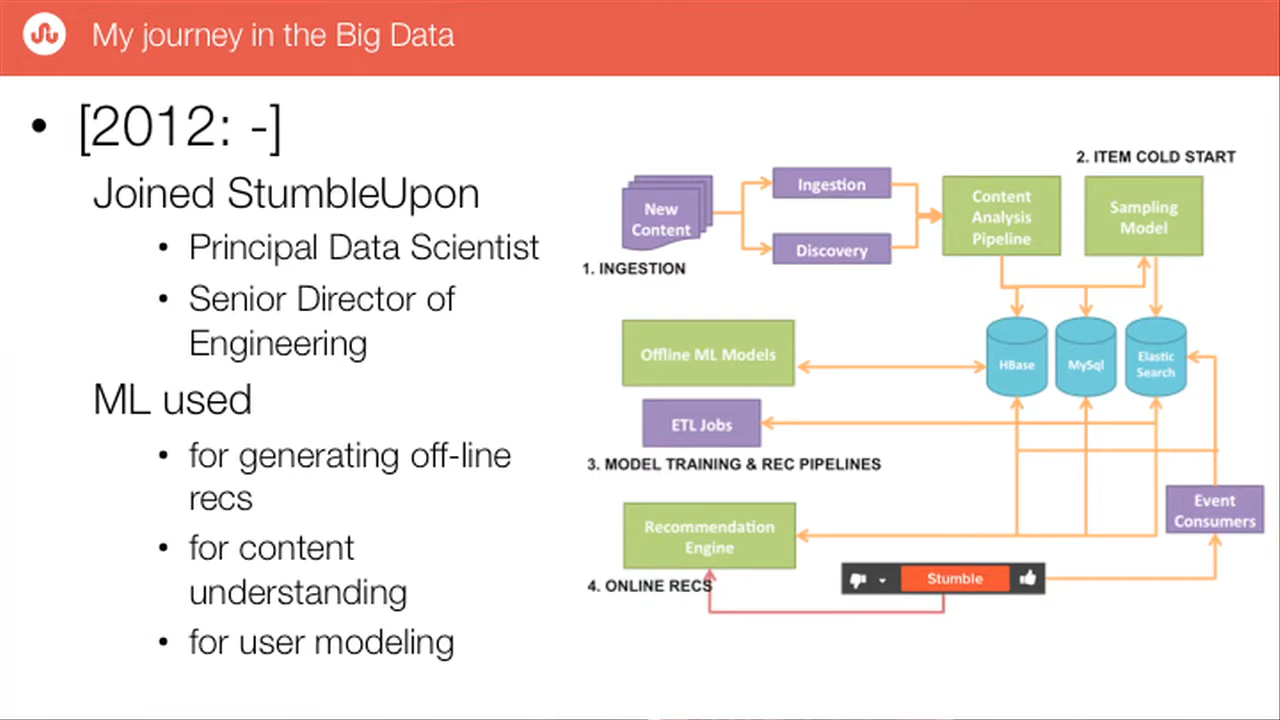 My journey in the Big Data
• [2012: -]
Joined StumbleUpon
• Principal Data Scientist
• Senior Director of
Engineering
ML used
• for generating off-line
recs
• for content
understanding
• for user modeling
2. ITEM COLD START
New
Content
Ingestion
Discovery
Content
Analysis
Pipeline
Sampling
Model
1. INGESTION
Offline ML Models
HBase
MySql
Elastic
Search
ETL Jobs
3. MODEL TRAINING & REC PIPELINES
Event
Consumers
Recommendation
Engine
Stumble
4. ONLINE RECS